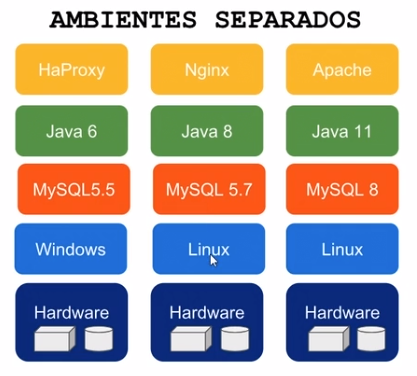 AMBIENTES SEPARADOS
HaProxy Nginx Apache
Java 6 Java 8 Java 11
MySQL5.5 MySQL 5.7 MySQL 8
Windows Linux Linux
Hardware Hardware Hardware